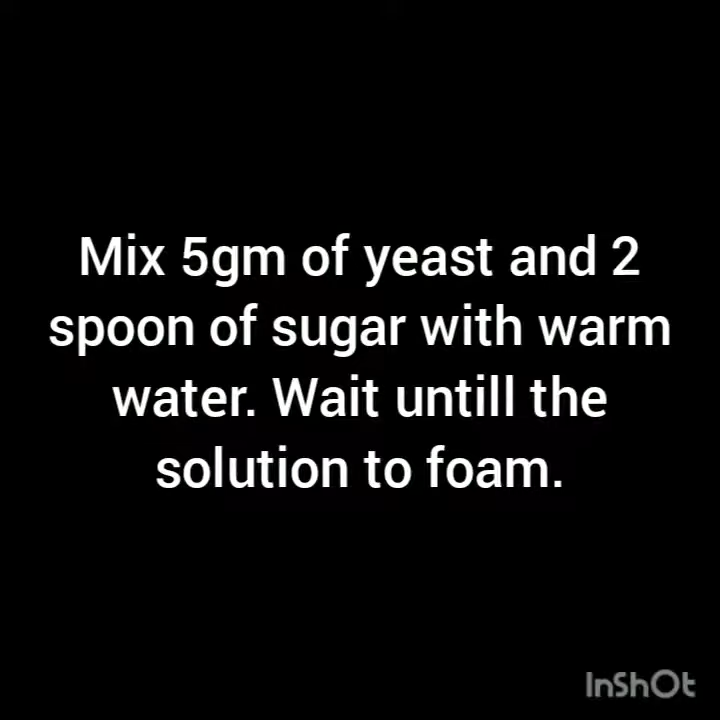 Mix 5gm of yeast and 2
spoon of sugar with warm
water. Wait untill the
solution to foam.
InShOt